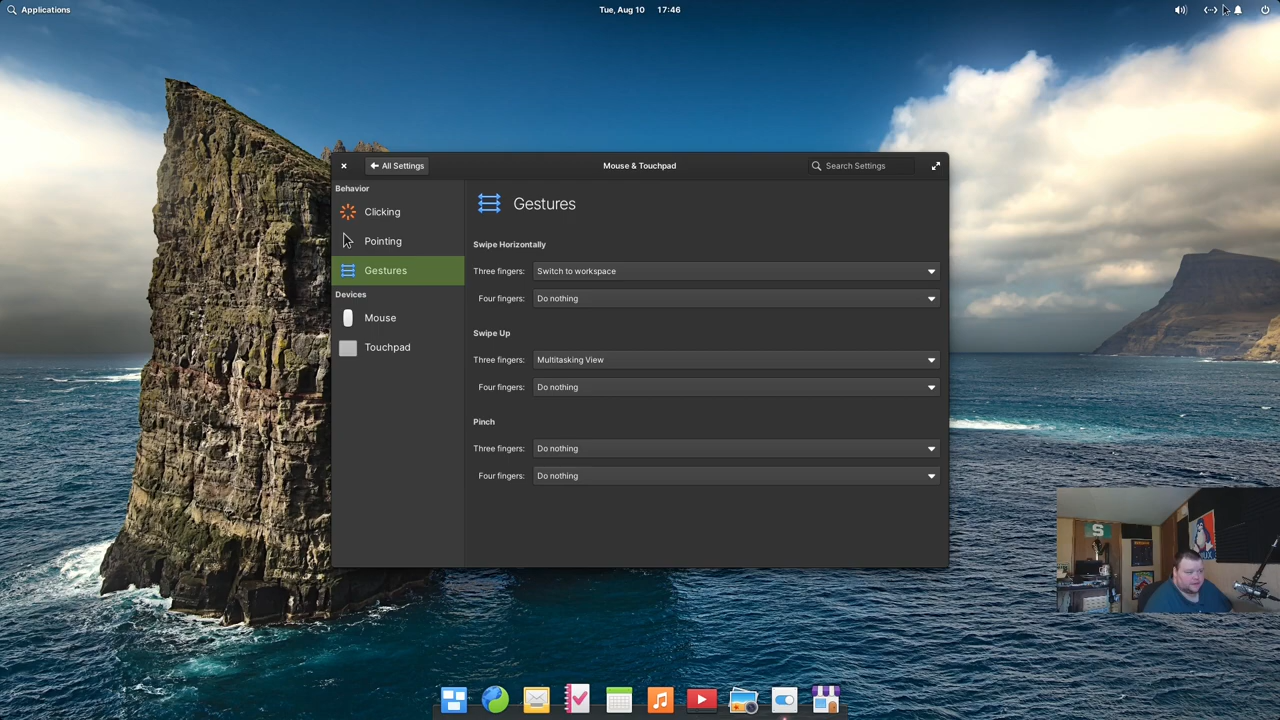 Applications
Tue, Aug 10 17:46
All Settings
Mouse & Touchpad
Search Settings
Behavior
Clicking
Pointing
Gestures
Devices
Mouse
Touchpad
Gestures
Swipe Horizontally
Three fingers: Switch to workspace
Four fingers: Do nothing
Swipe Up
Three fingers: Multitasking View
Four fingers: Do nothing
Pinch
Three fingers: Do nothing
Four fingers: Do nothing
S